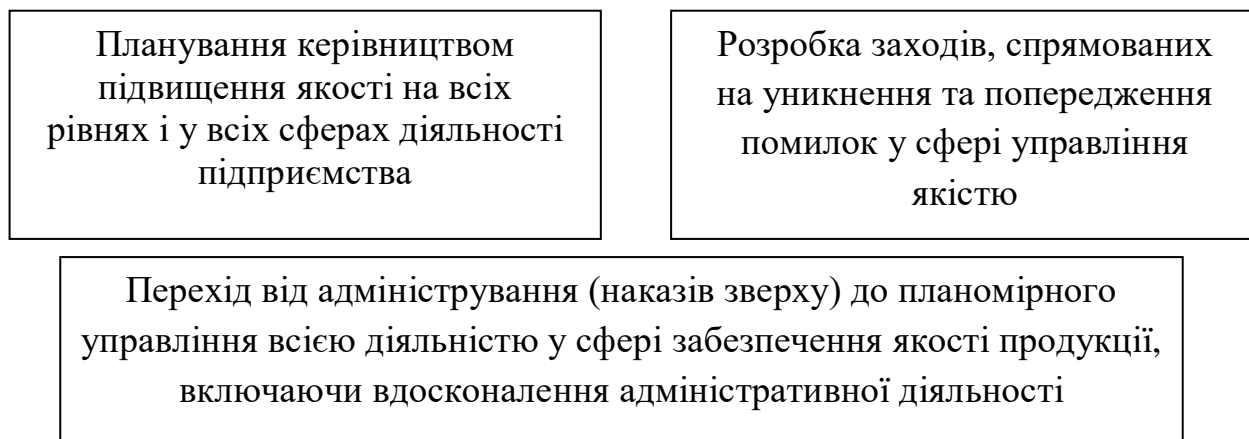 Планування керівництвом
підвищення якості на всіх
рівнях і у всіх сферах діяльності
підприємства
Розробка заходів, спрямованих
на уникнення та попередження
помилок у сфері управління
якістю
Перехід від адміністрування (наказів зверху) до планомірного
управління всією діяльністю у сфері забезпечення якості продукції,
включаючи вдосконалення адміністративної діяльності